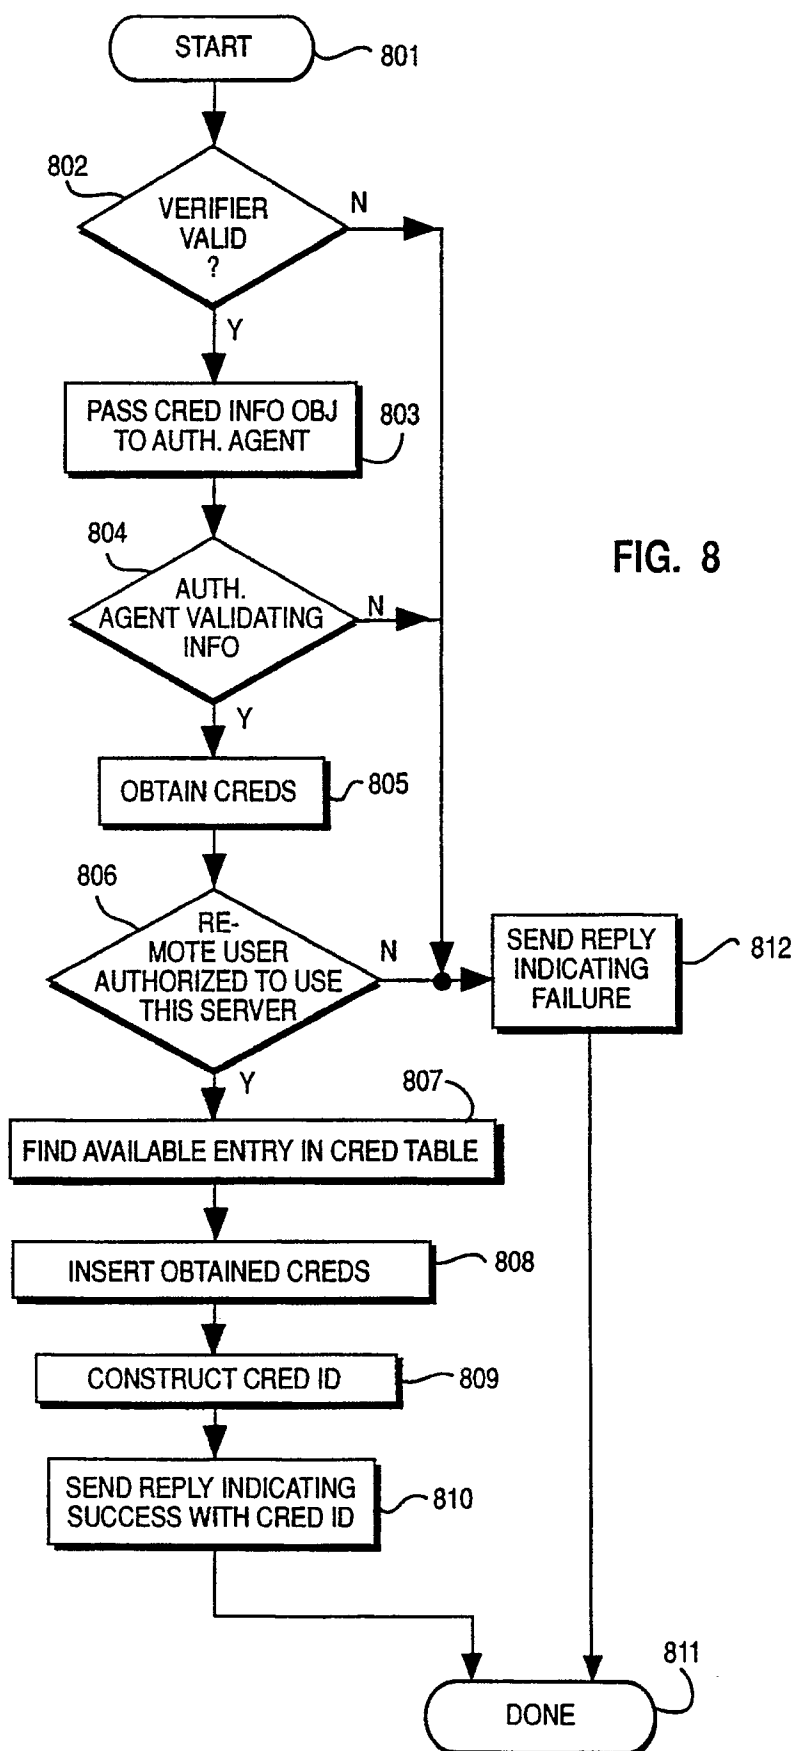 START
801
802
VERIFIER
VALID
?
N
Y
PASS CRED INFO OBJ
TO AUTH. AGENT
803
804
AUTH.
AGENT VALIDATING
INFO
N
Y
FIG. 8
OBTAIN CREDS
805
806
RE-
MOTE USER
AUTHORIZED TO USE
THIS SERVER
N
Y
SEND REPLY
INDICATING
FAILURE
812
807
FIND AVAILABLE ENTRY IN CRED TABLE
INSERT OBTAINED CREDS
808
CONSTRUCT CRED ID
809
SEND REPLY INDICATING
SUCCESS WITH CRED ID
810
811
DONE